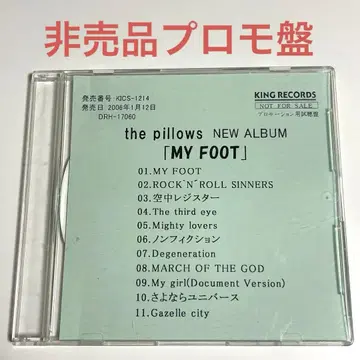 非売品プロモ盤
発売番号:KICS-1214
発売日 2006年1月12日
DRH-17060
KING RECORDS
NOT FOR SALE
プロモーション用試聴盤
the pillows NEW ALBUM
「MY FOOT」
01.MY FOOT
02.ROCK`N´ROLL SINNERS
03.空中レジスター
04.The third eye
05.Mighty lovers
06.ノンフィクション
07.Degeneration
08.MARCH OF THE GOD
09.My girl(Document Version)
10.さよならユニバース
11.Gazelle city